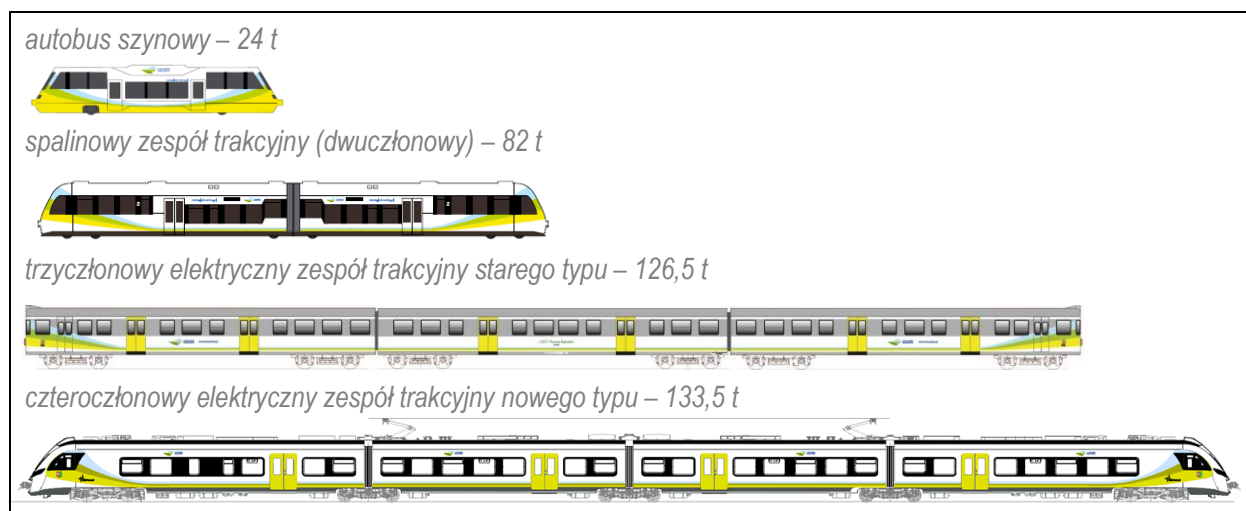 autobus szynowy – 24 t
spalinowy zespół trakcyjny (dwuczłonowy) – 82 t
trzyczłonowy elektryczny zespół trakcyjny starego typu – 126,5 t
czteroczłonowy elektryczny zespół trakcyjny nowego typu – 133,5 t